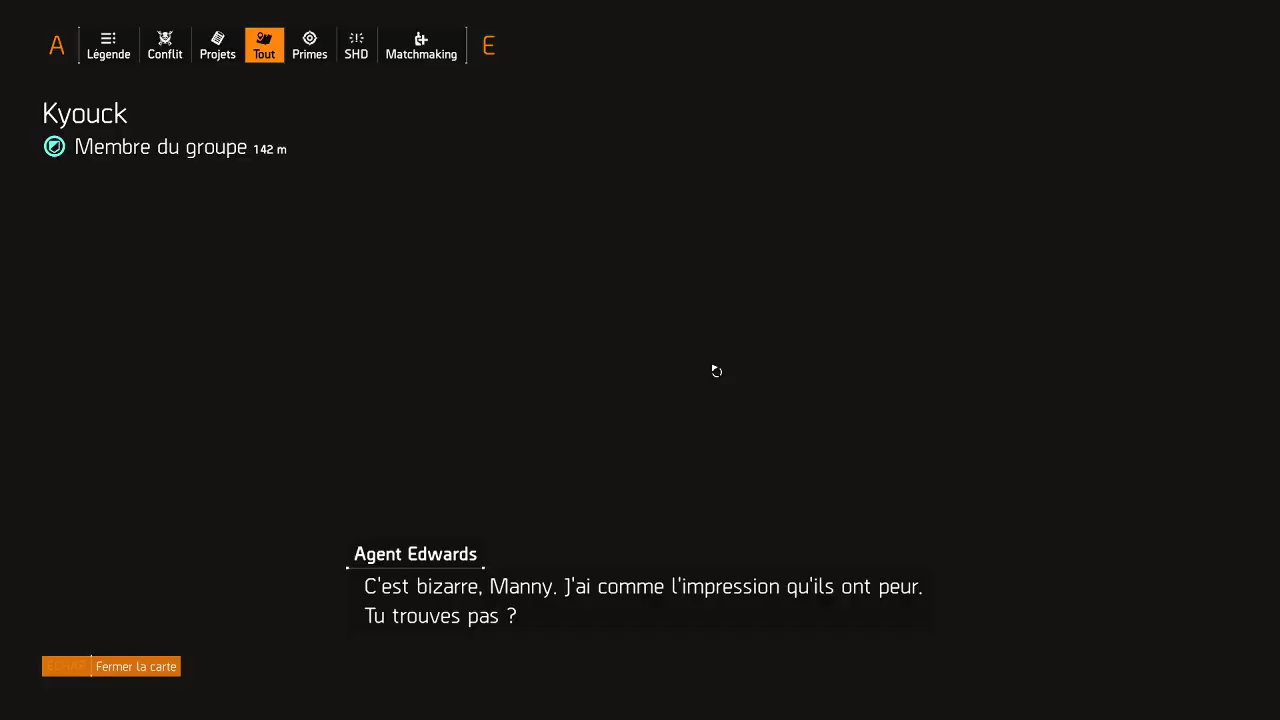 A
Légende
Conflit
Projets
Tout
Primes
SHD
Matchmaking
E
Kyouck
Membre du groupe 142 m
Agent Edwards
C'est bizarre, Manny. J'ai comme l'impression qu'ils ont peur.
Tu trouves pas ?
ECHAP Fermer la carte